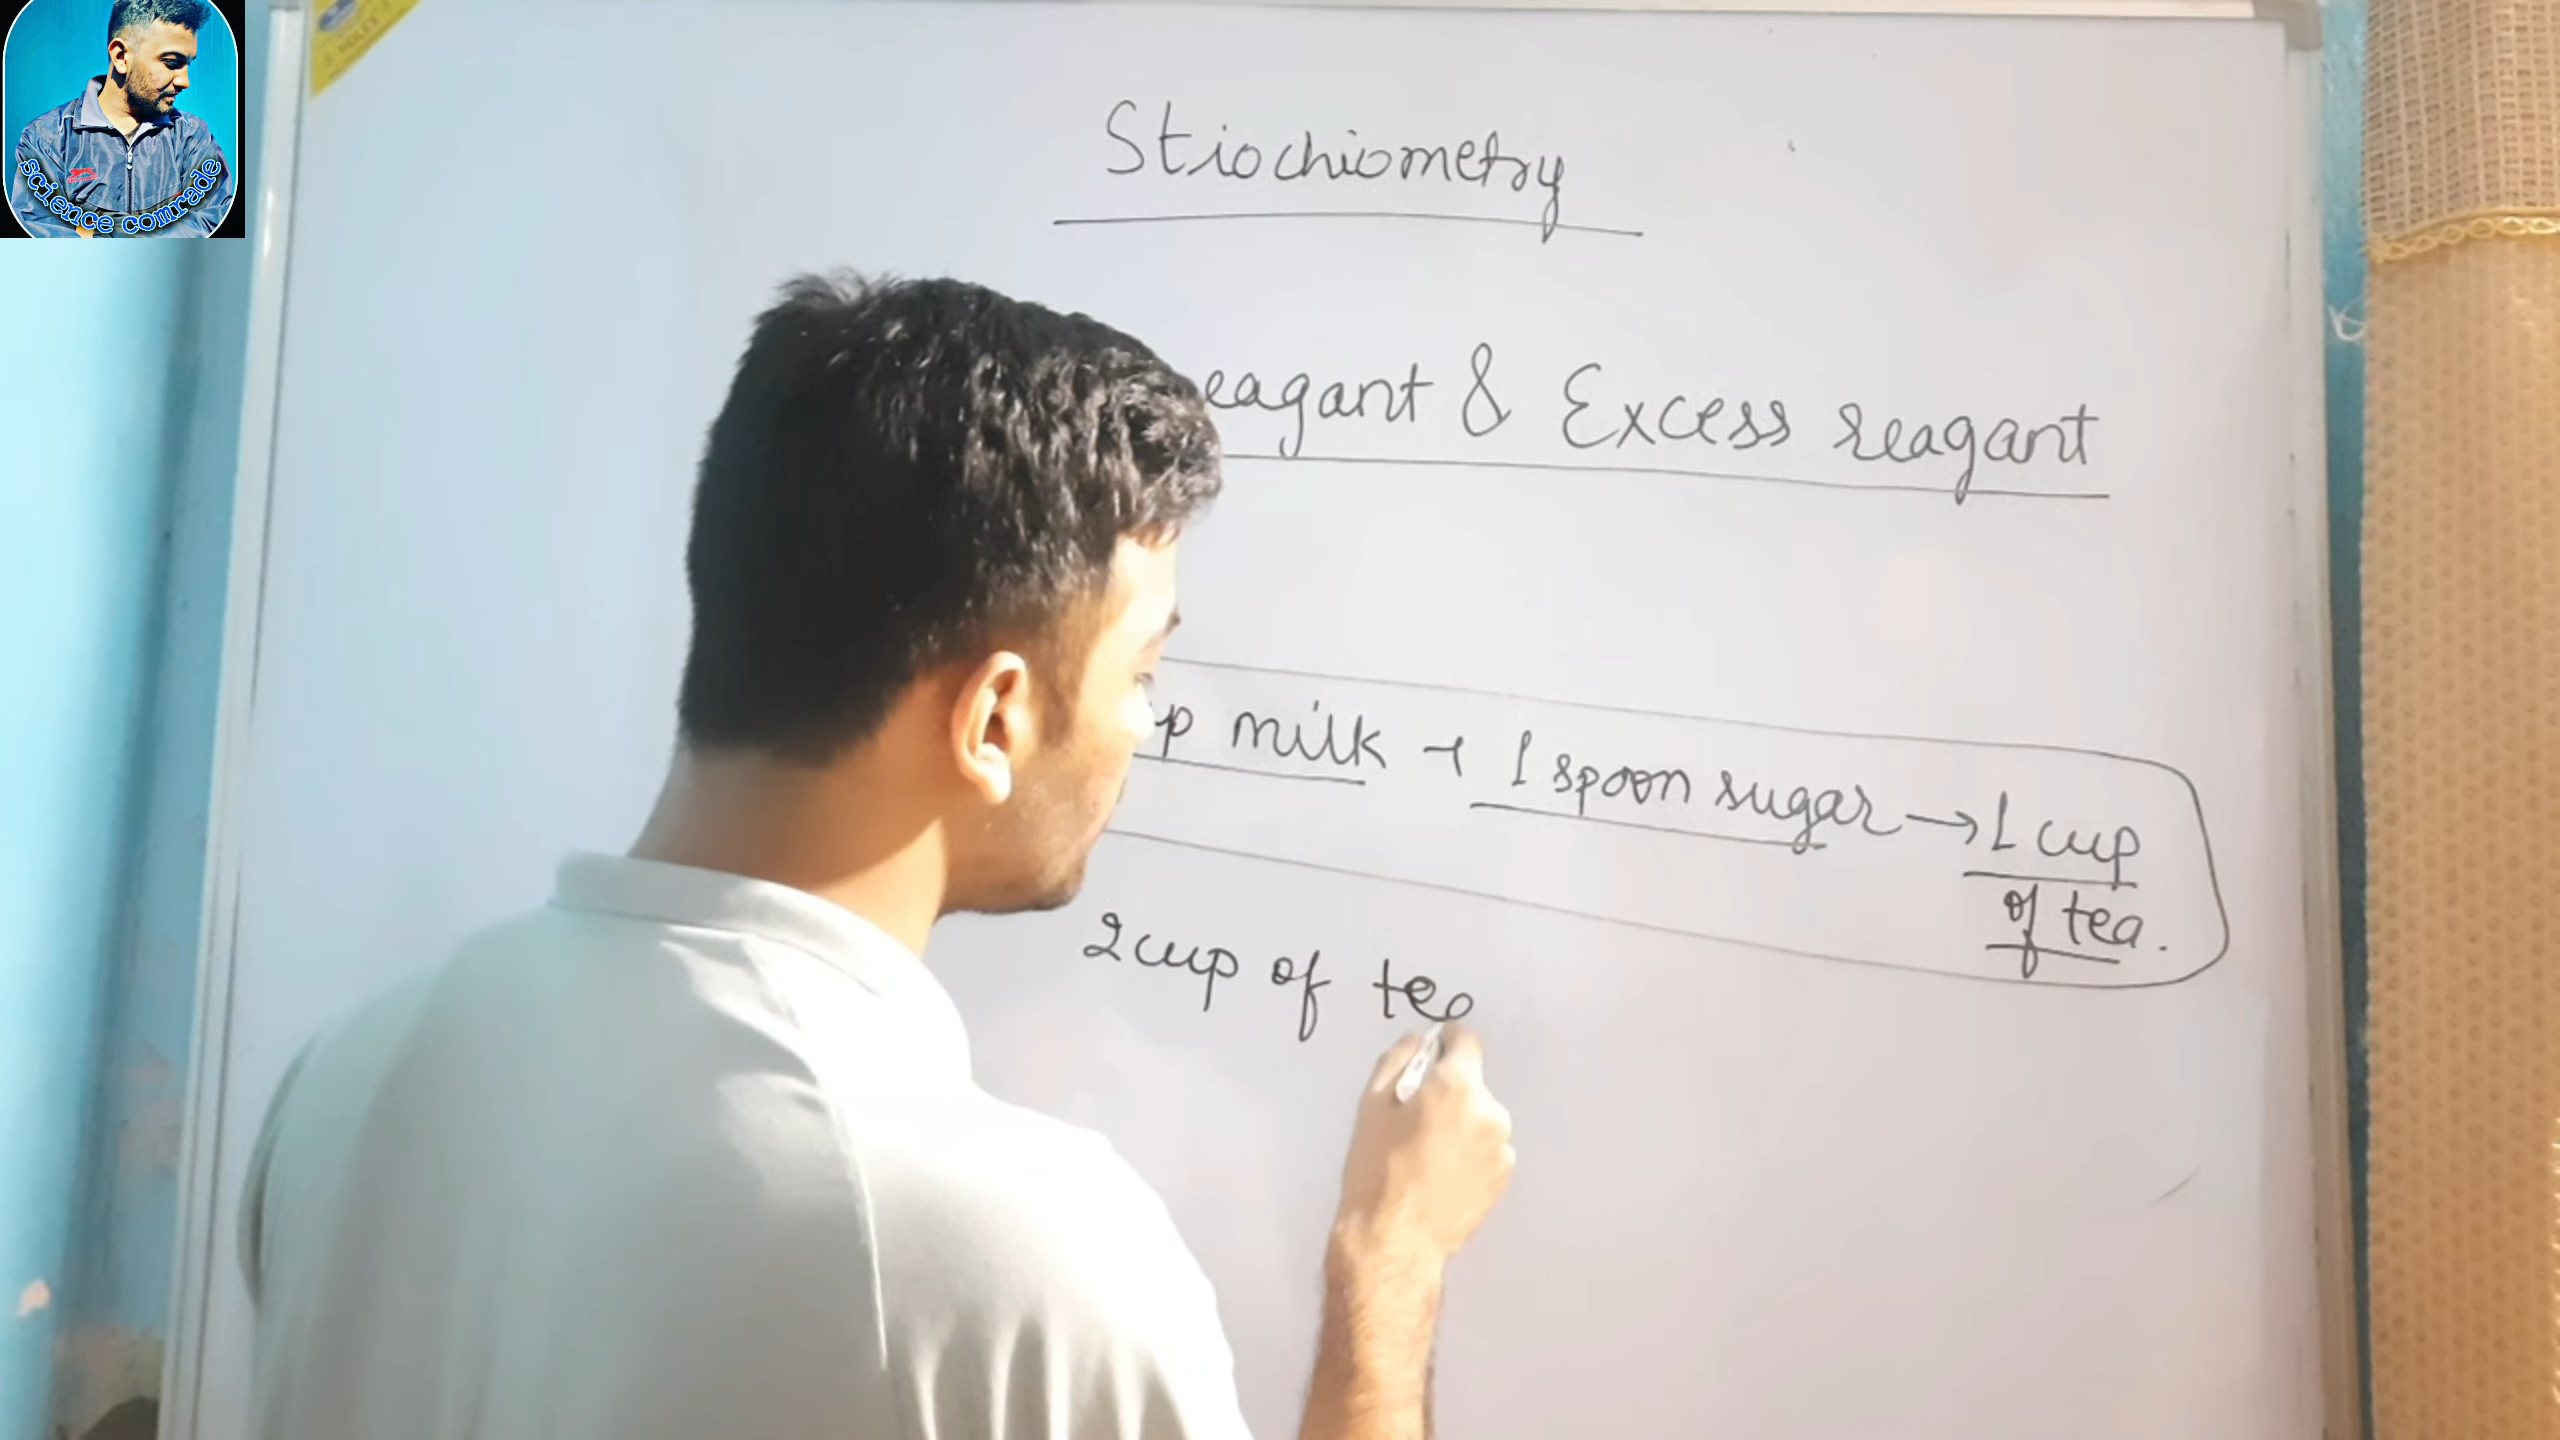 science comrade
Stiochiometry
eagant & Excess reagant
p milk + 1 spoon sugar → 1 cup
of tea.
2 cup of tea